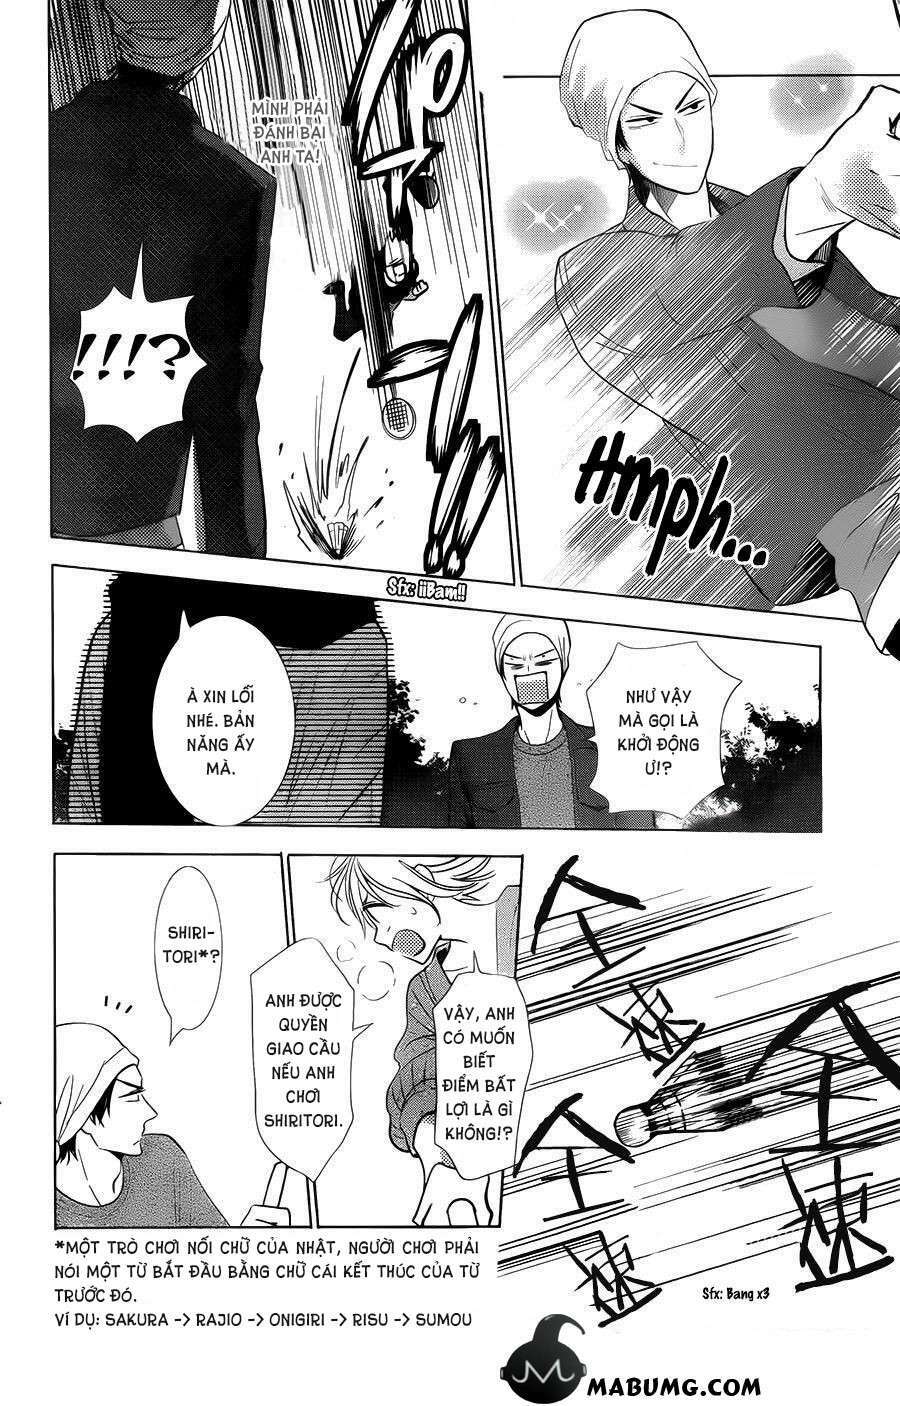 Hmph...
MÌNH PHẢI
ĐÁNH BẠI
ANH TA!
!!!?
Sfx: iiBam!!
NHƯ VẬY
MÀ GỌI LÀ
KHỞI ĐỘNG
Ư!?
À XIN LỐI
NHÉ. BẢN
NĂNG ẤY
MÀ.
全
速
全
速
全
速
Sfx: Bang x3
VẬY, ANH
CÓ MUỐN
BIẾT
ĐIỂM BẤT
LỢI LÀ GÌ
KHÔNG!?
ANH ĐƯỢC
QUYỀN
GIAO CẦU
NẾU ANH
CHƠI
SHIRITORI.
SHIRI-
TORI*?
*MỘT TRÒ CHƠI NỐI CHỮ CỦA NHẬT, NGƯỜI CHƠI PHẢI
NÓI MỘT TỪ BẮT ĐẦU BẰNG CHỮ CÁI KẾT THÚC CỦA TỪ
TRƯỚC ĐÓ.
VÍ DỤ: SAKURA -> RAJIO -> ONIGIRI -> RISU -> SUMOU
MABUMG.COM